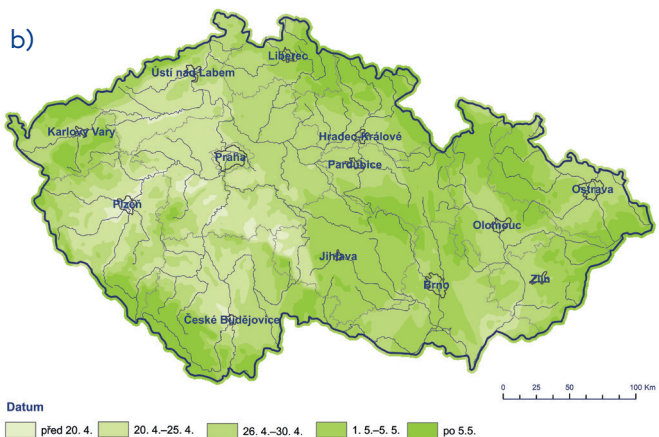 b)
Liberec
Ústí nad Labem
Karlovy Vary
Hradec Králové
Praha
Pardubice
Ostrava
Plzeň
Olomouc
Jihlava
Zlín
Brno
České Budějovice
0 25 50 100 Km
Datum
před 20. 4. 20. 4.–25. 4. 26. 4.–30. 4. 1. 5.–5. 5. po 5.5.